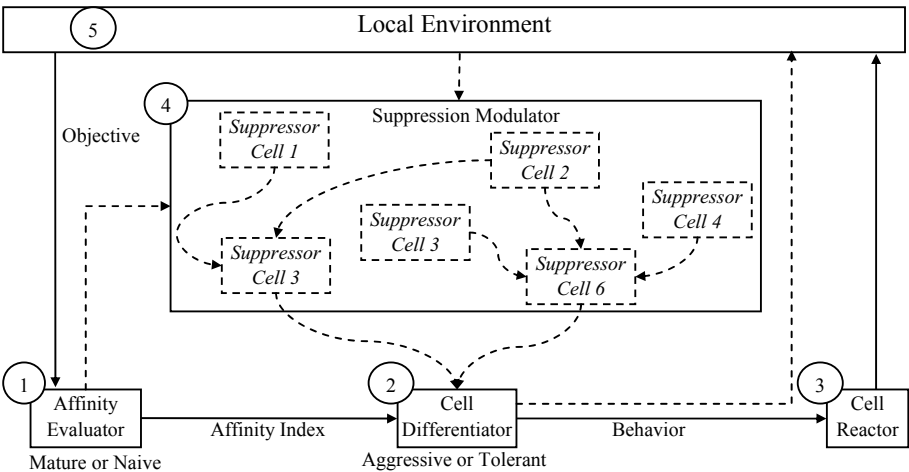 5
Local Environment
4
Suppression Modulator
Objective
Suppressor
Cell 1
Suppressor
Cell 2
Suppressor
Cell 3
Suppressor
Cell 4
Suppressor
Cell 3
Suppressor
Cell 6
1
Affinity
Evaluator
Mature or Naive
Affinity Index
2
Cell
Differentiator
Aggressive or Tolerant
Behavior
3
Cell
Reactor